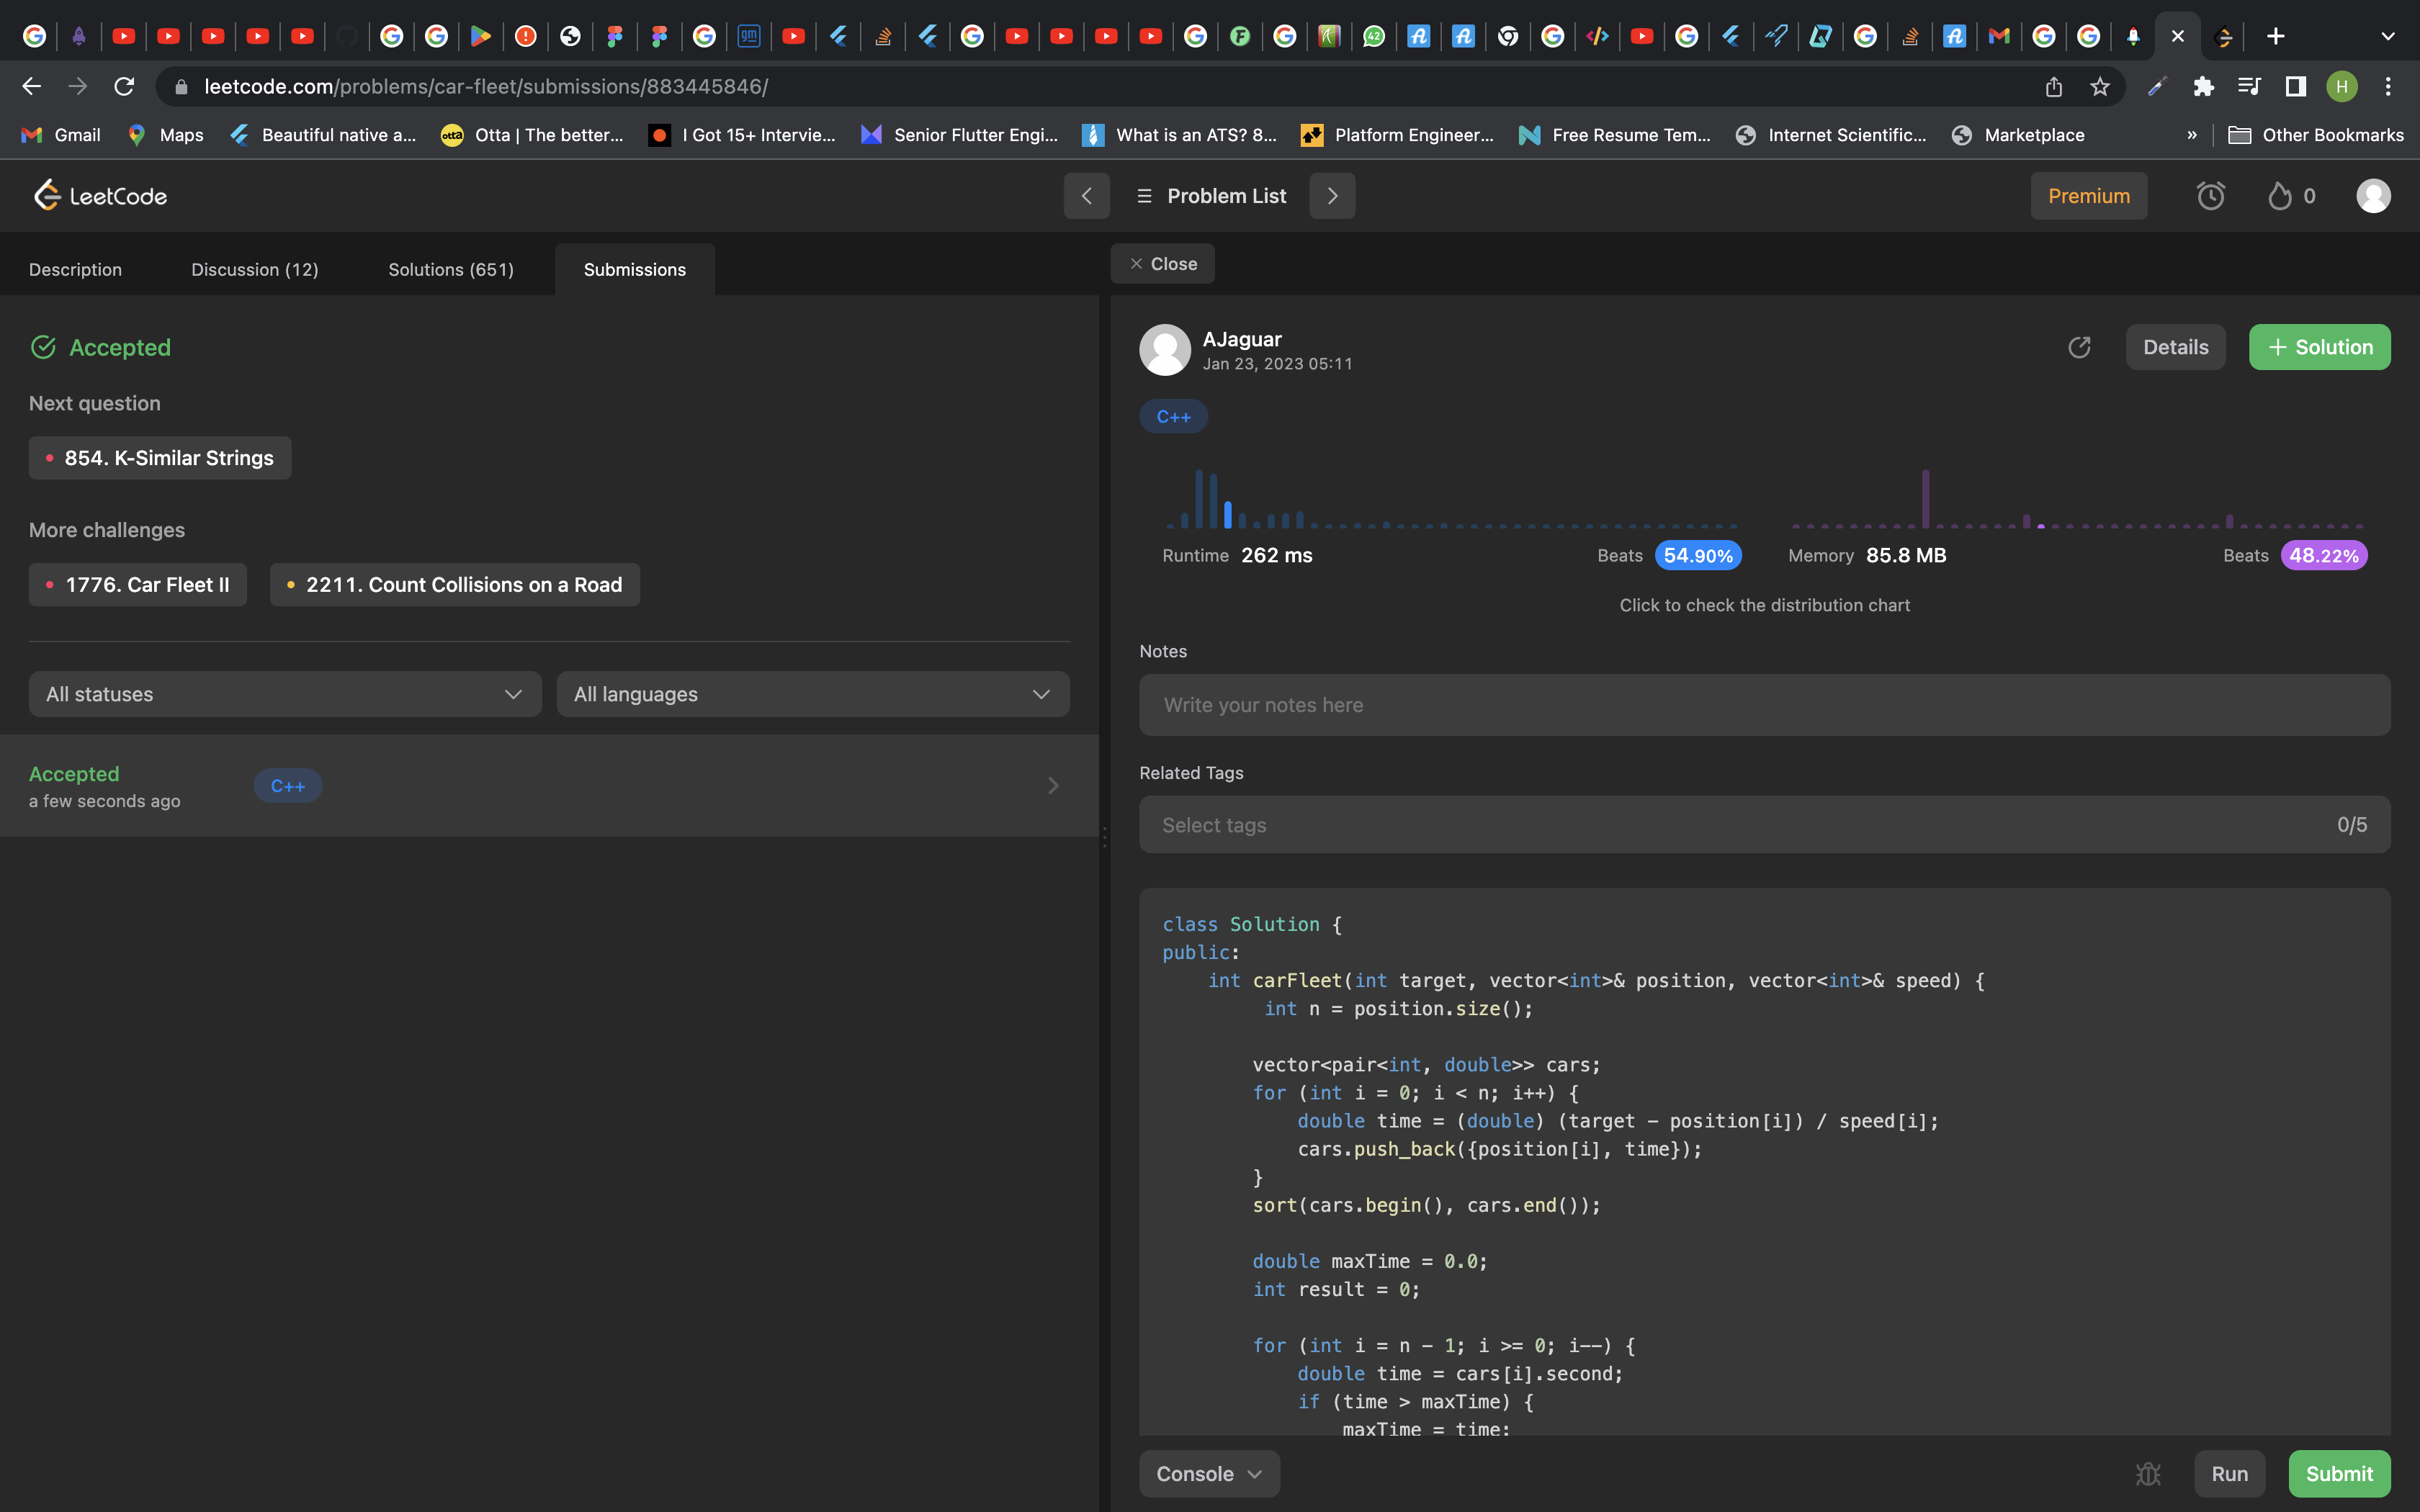 42
leetcode.com/problems/car-fleet/submissions/883445846/
H
Gmail
Maps
Beautiful native a...
otta
Otta | The better...
I Got 15+ Intervie...
Senior Flutter Engi...
What is an ATS? 8...
Platform Engineer...
Free Resume Tem...
Internet Scientific...
Marketplace
»
Other Bookmarks
LeetCode
Problem List
Premium
0
Description
Discussion (12)
Solutions (651)
Submissions
Close
Accepted
Next question
854. K-Similar Strings
More challenges
1776. Car Fleet II
2211. Count Collisions on a Road
All statuses
All languages
Accepted
a few seconds ago
C++
AJaguar
Jan 23, 2023 05:11
Details
+ Solution
C++
Runtime 262 ms
Beats 54.90%
Memory 85.8 MB
Beats 48.22%
Click to check the distribution chart
Notes
Write your notes here
Related Tags
Select tags
0/5
class Solution {
public:
    int carFleet(int target, vector<int>& position, vector<int>& speed) {
         int n = position.size();
        vector<pair<int, double>> cars;
        for (int i = 0; i < n; i++) {
            double time = (double) (target - position[i]) / speed[i];
            cars.push_back({position[i], time});
        }
        sort(cars.begin(), cars.end());
        double maxTime = 0.0;
        int result = 0;
        for (int i = n - 1; i >= 0; i--) {
            double time = cars[i].second;
            if (time > maxTime) {
                maxTime = time;
Console
Run
Submit